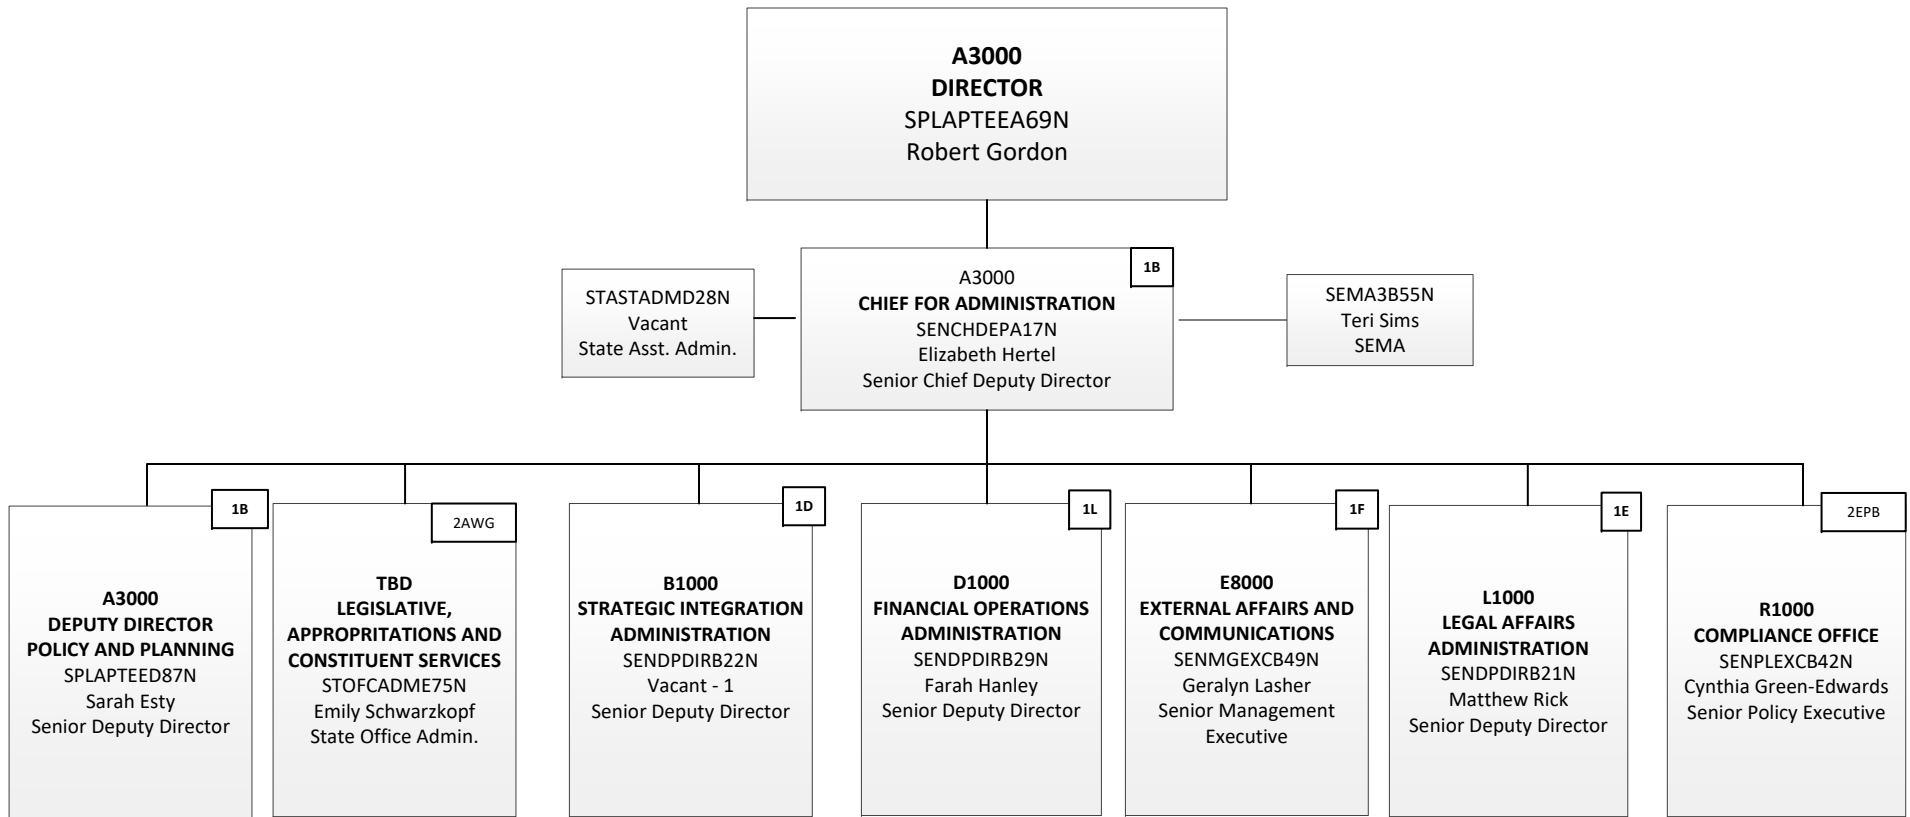 A3000
DIRECTOR
SPLAPTEEA69N
Robert Gordon
STASTADMD28N
Vacant
State Asst. Admin.
1B
A3000
CHIEF FOR ADMINISTRATION
SENCHDEPA17N
Elizabeth Hertel
Senior Chief Deputy Director
SEMA3B55N
Teri Sims
SEMA
1B
A3000
DEPUTY DIRECTOR
POLICY AND PLANNING
SPLAPTEED87N
Sarah Esty
Senior Deputy Director
2AWG
TBD
LEGISLATIVE,
APPROPRITATIONS AND
CONSTITUENT SERVICES
STOFCADME75N
Emily Schwarzkopf
State Office Admin.
1D
B1000
STRATEGIC INTEGRATION
ADMINISTRATION
SENDPDIRB22N
Vacant - 1
Senior Deputy Director
1L
D1000
FINANCIAL OPERATIONS
ADMINISTRATION
SENDPDIRB29N
Farah Hanley
Senior Deputy Director
1F
E8000
EXTERNAL AFFAIRS AND
COMMUNICATIONS
SENMGEXCB49N
Geralyn Lasher
Senior Management
Executive
1E
L1000
LEGAL AFFAIRS
ADMINISTRATION
SENDPDIRB21N
Matthew Rick
Senior Deputy Director
2EPB
R1000
COMPLIANCE OFFICE
SENPLEXCB42N
Cynthia Green-Edwards
Senior Policy Executive